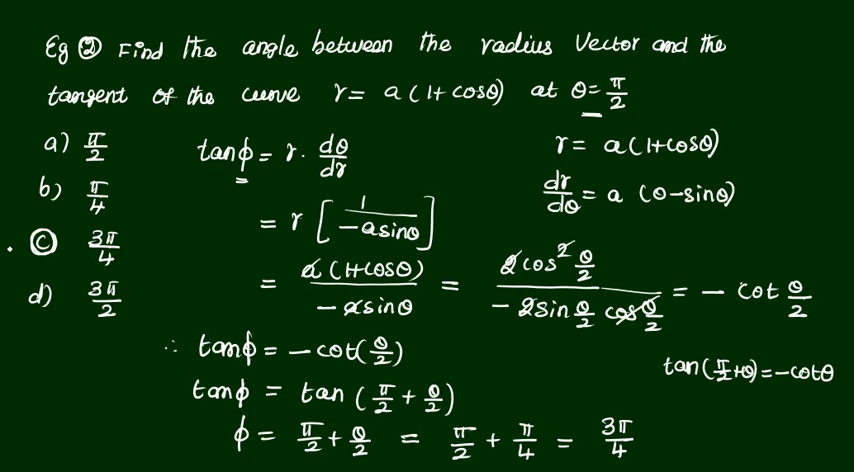 Eg ② Find the angle between the radius Vector and the
tangent of the curve r = a(1+cosθ) at θ = π/2
a) π/2
b) π/4
. ⓒ 3π/4
d) 3π/2
tanϕ = r · dθ/dr
= r [1/(-asinθ)]
= a(1+cosθ)/(-asinθ) = 2cos²θ/2 / (-2sinθ/2 cosθ/2) = -cot θ/2
r = a(1+cosθ)
dr/dθ = a(0-sinθ)
∴ tanϕ = -cot(θ/2)
tanϕ = tan(π/2 + θ/2)
ϕ = π/2 + θ/2 = π/2 + π/4 = 3π/4
tan(π/2+θ) = -cotθ